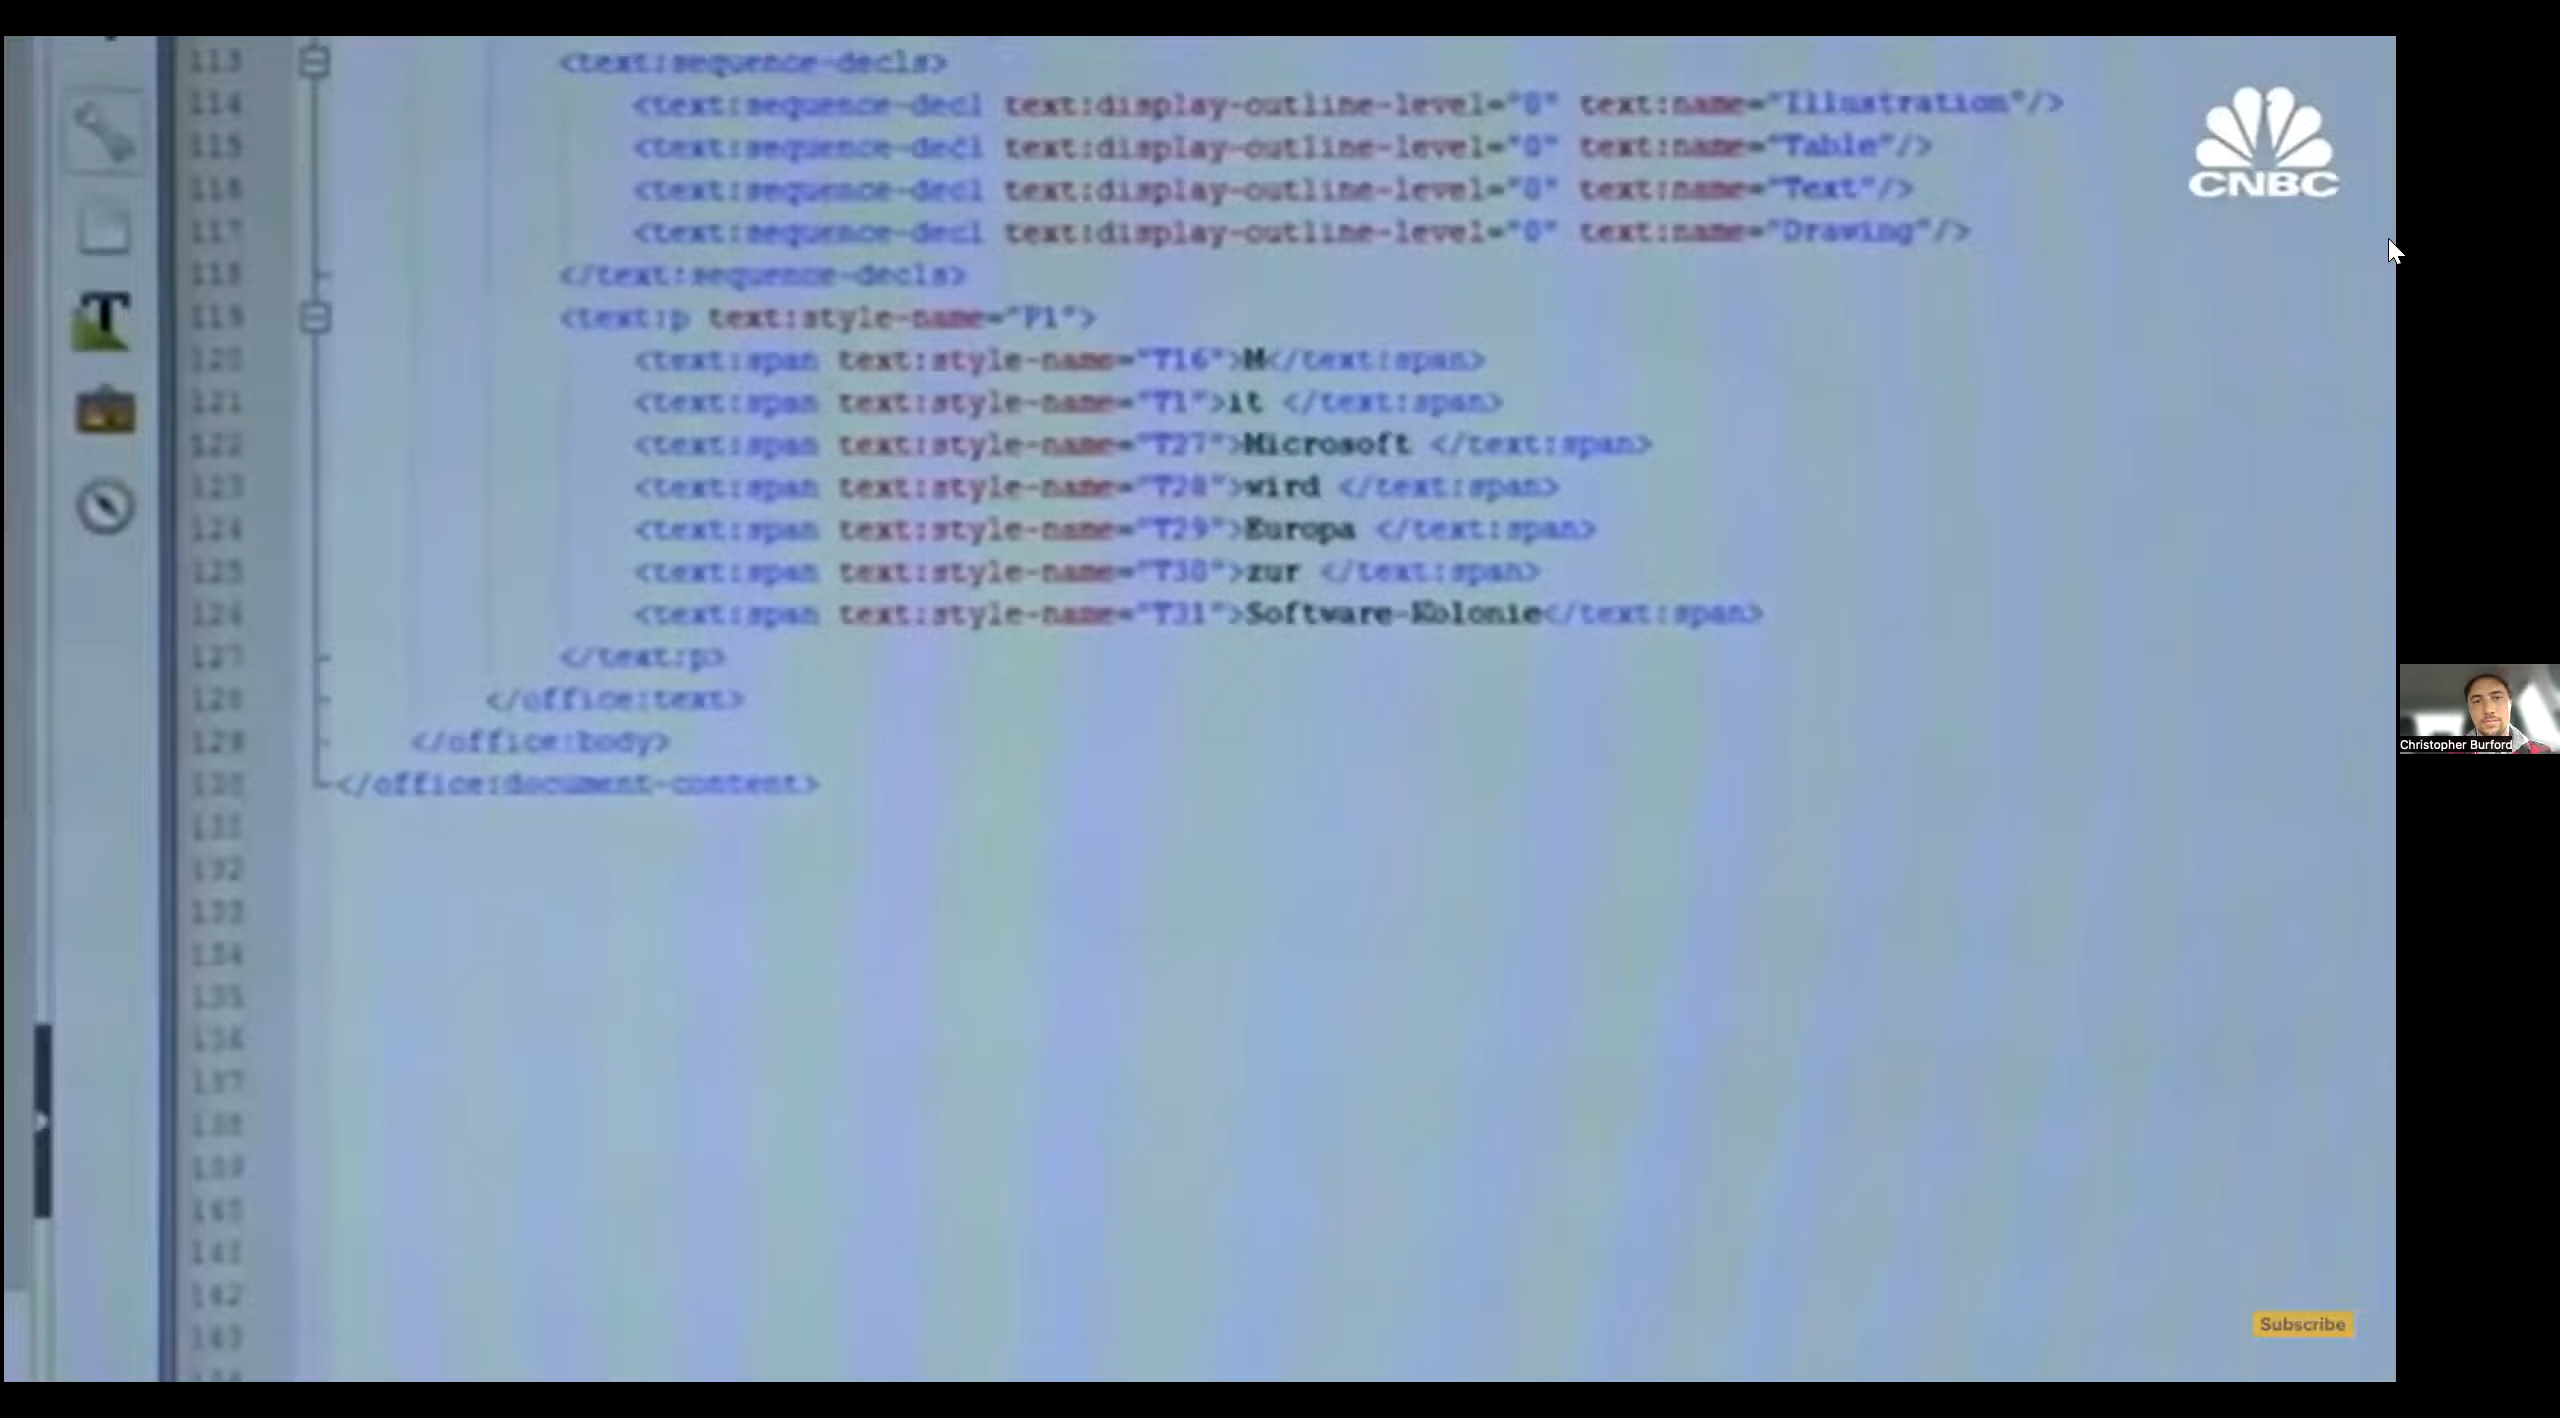 113 <text:sequence-decls>
114 <text:sequence-decl text:display-outline-level="0" text:name="Illustration"/>
115 <text:sequence-decl text:display-outline-level="0" text:name="Table"/>
116 <text:sequence-decl text:display-outline-level="0" text:name="Text"/>
117 <text:sequence-decl text:display-outline-level="0" text:name="Drawing"/>
118 </text:sequence-decls>
119 <text:p text:style-name="P1">
120 <text:span text:style-name="T16">M</text:span>
121 <text:span text:style-name="T1">it </text:span>
122 <text:span text:style-name="T27">Microsoft </text:span>
123 <text:span text:style-name="T28">wird </text:span>
124 <text:span text:style-name="T29">Europa </text:span>
125 <text:span text:style-name="T30">zur </text:span>
126 <text:span text:style-name="T31">Software-Kolonie</text:span>
127 </text:p>
128 </office:text>
129 </office:body>
130 </office:document-content>
131
132
133
134
135
136
137
138
139
140
141
142
143
CNBC
T
Christopher Burford
Subscribe